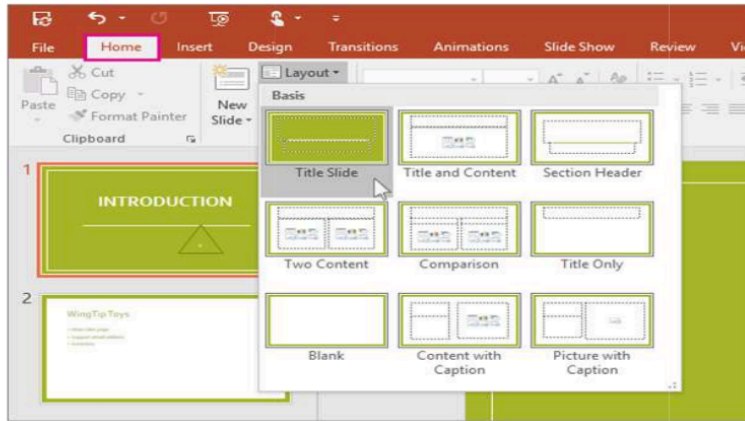 File Home Insert Design Transitions Animations Slide Show Review Vi
Cut
Copy
Format Painter
Paste
Clipboard
New
Slide
Layout
Basis
Title Slide Title and Content Section Header
Two Content Comparison Title Only
Blank Content with
Caption Picture with
Caption
1
INTRODUCTION
2
WingTip Toys